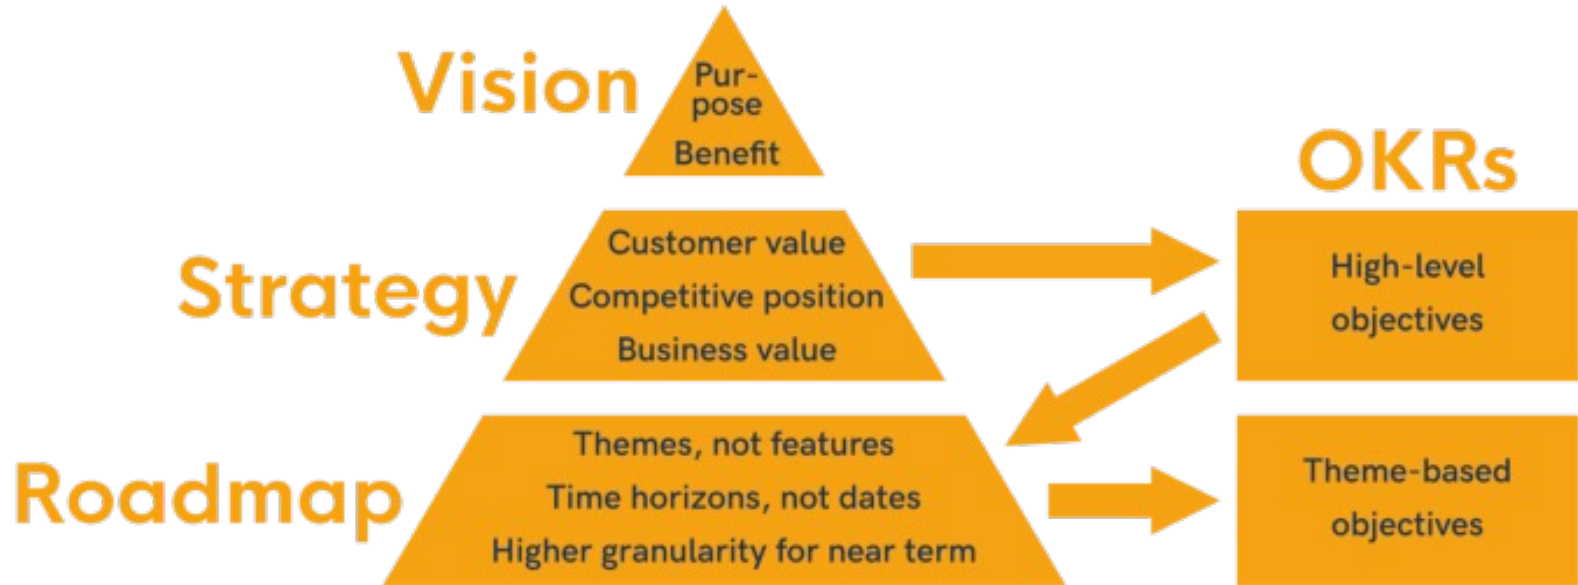 Vision
Pur-
pose
Benefit
OKRs
Strategy
Customer value
Competitive position
Business value
High-level
objectives
Roadmap
Themes, not features
Time horizons, not dates
Higher granularity for near term
Theme-based
objectives